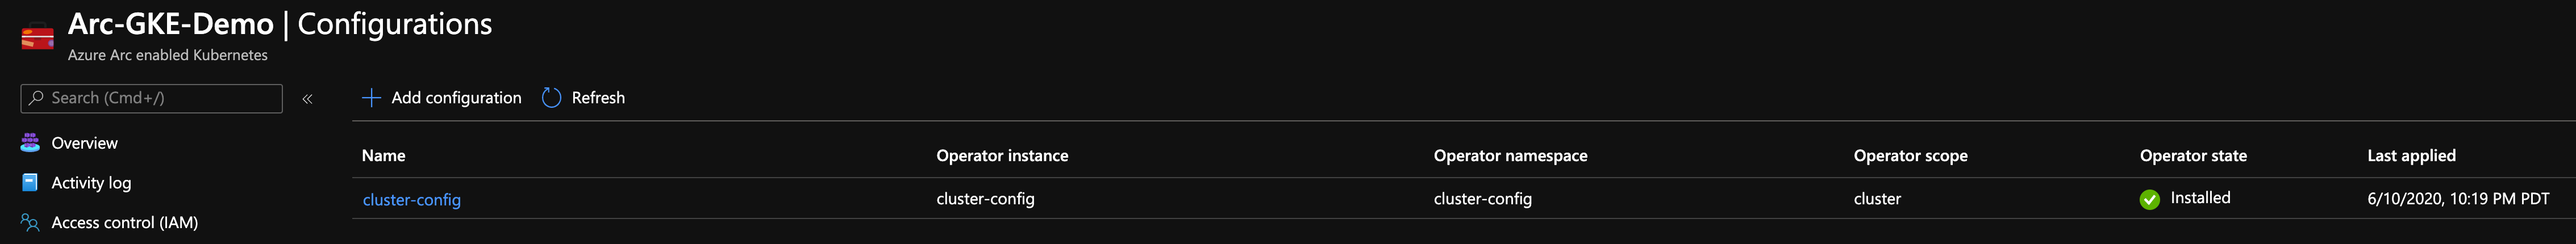 Arc-GKE-Demo | Configurations
Azure Arc enabled Kubernetes
Search (Cmd+/)
«
Add configuration
Refresh
Overview
Activity log
Access control (IAM)
Name Operator instance Operator namespace Operator scope Operator state Last applied
cluster-config cluster-config cluster-config cluster Installed 6/10/2020, 10:19 PM PDT